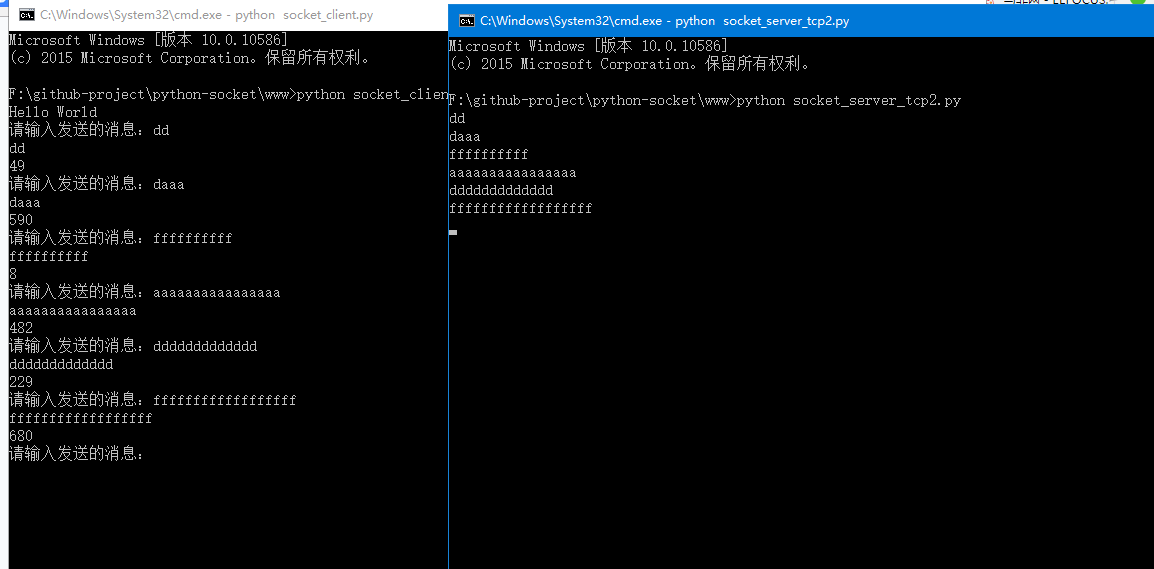 C:\Windows\System32\cmd.exe - python socket_client.py
Microsoft Windows [版本 10.0.10586]
(c) 2015 Microsoft Corporation。保留所有权利。
F:\github-project\python-socket\www>python socket_clien
Hello World
请输入发送的消息：dd
dd
49
请输入发送的消息：daaa
daaa
590
请输入发送的消息：ffffffffff
ffffffffff
8
请输入发送的消息：aaaaaaaaaaaaaaaa
aaaaaaaaaaaaaaaa
482
请输入发送的消息：ddddddddddddd
ddddddddddddd
229
请输入发送的消息：ffffffffffffffffff
ffffffffffffffffff
680
请输入发送的消息：
C:\Windows\System32\cmd.exe - python socket_server_tcp2.py
Microsoft Windows [版本 10.0.10586]
(c) 2015 Microsoft Corporation。保留所有权利。
F:\github-project\python-socket\www>python socket_server_tcp2.py
dd
daaa
ffffffffff
aaaaaaaaaaaaaaaa
ddddddddddddd
ffffffffffffffffff